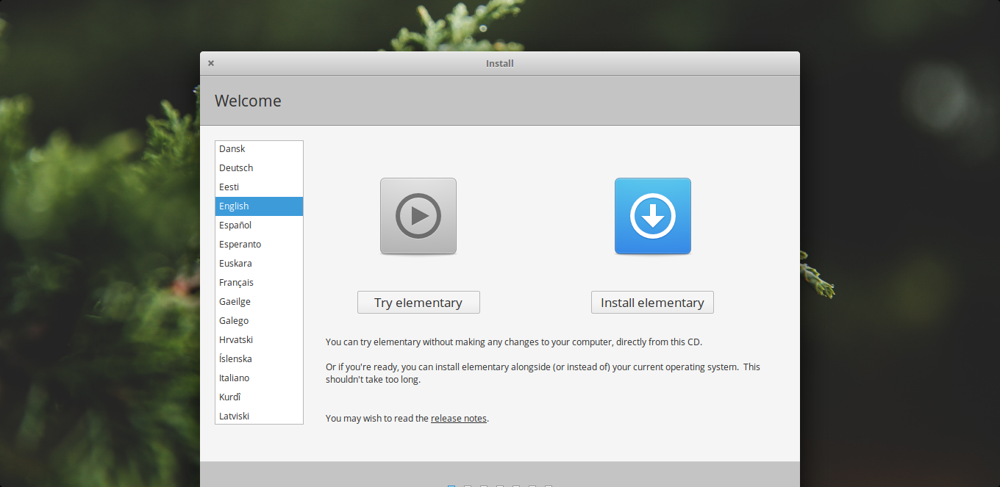 Install
Welcome
Dansk
Deutsch
Eesti
English
Español
Esperanto
Euskara
Français
Gaeilge
Galego
Hrvatski
Íslenska
Italiano
Kurdî
Latviski
Try elementary
Install elementary
You can try elementary without making any changes to your computer, directly from this CD.
Or if you're ready, you can install elementary alongside (or instead of) your current operating system.  This
shouldn't take too long.
You may wish to read the release notes.